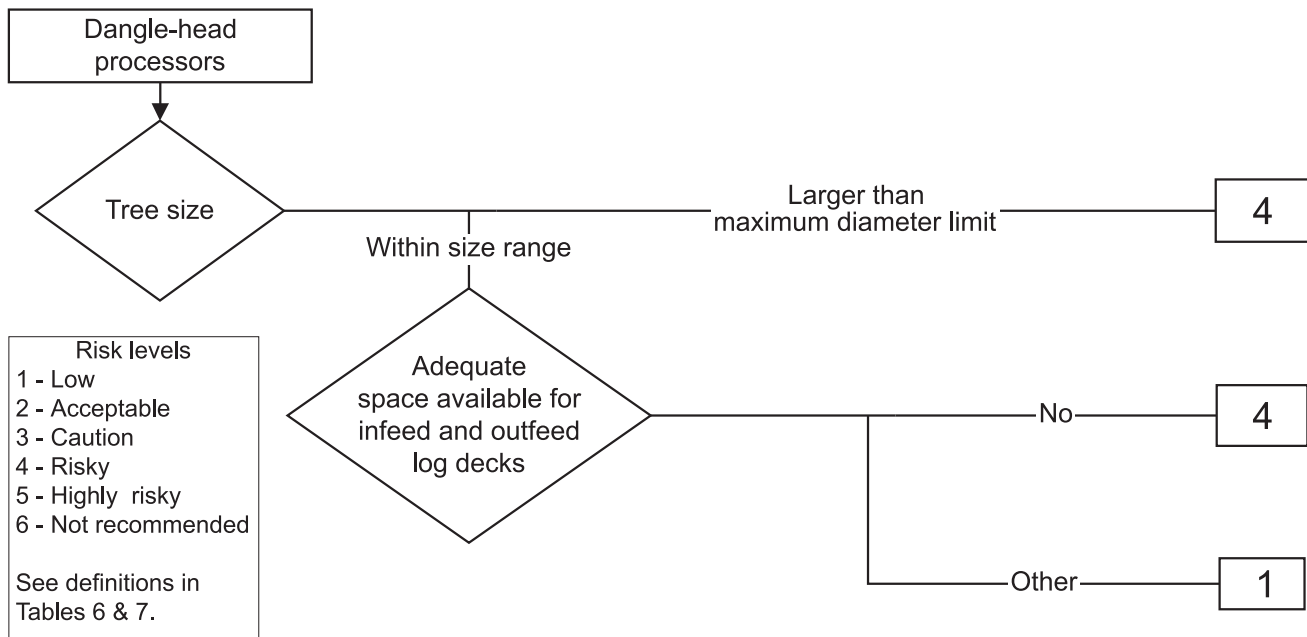 Dangle-head
processors
Tree size
Larger than
maximum diameter limit
4
Within size range
Adequate
space available for
infeed and outfeed
log decks
No
4
Other
1
Risk levels
1 - Low
2 - Acceptable
3 - Caution
4 - Risky
5 - Highly risky
6 - Not recommended
See definitions in
Tables 6 & 7.